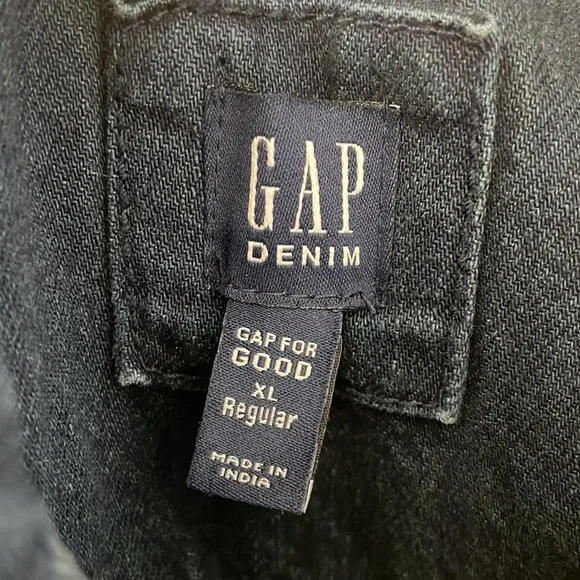 GAP
DENIM
GAP FOR
GOOD
XL
Regular
MADE IN
INDIA